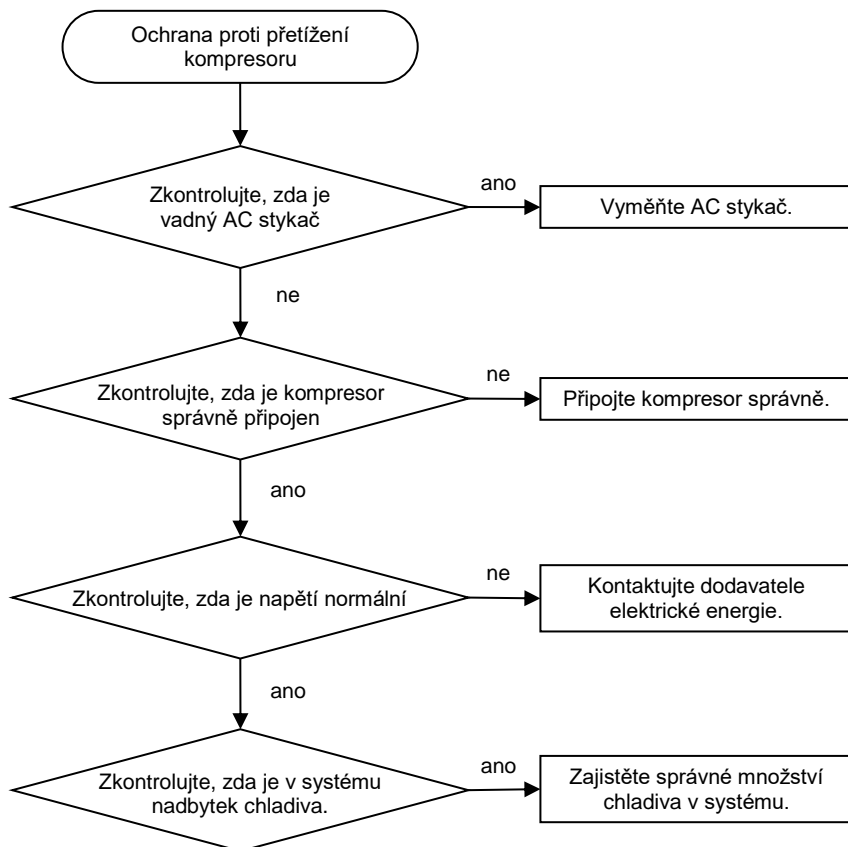 Ochrana proti přetížení
kompresoru
Zkontrolujte, zda je
vadný AC stykač
ano
Vyměňte AC stykač.
ne
Zkontrolujte, zda je kompresor
správně připojen
ne
Připojte kompresor správně.
ano
Zkontrolujte, zda je napětí normální
ne
Kontaktujte dodavatele
elektrické energie.
ano
Zkontrolujte, zda je v systému
nadbytek chladiva.
ano
Zajistěte správné množství
chladiva v systému.